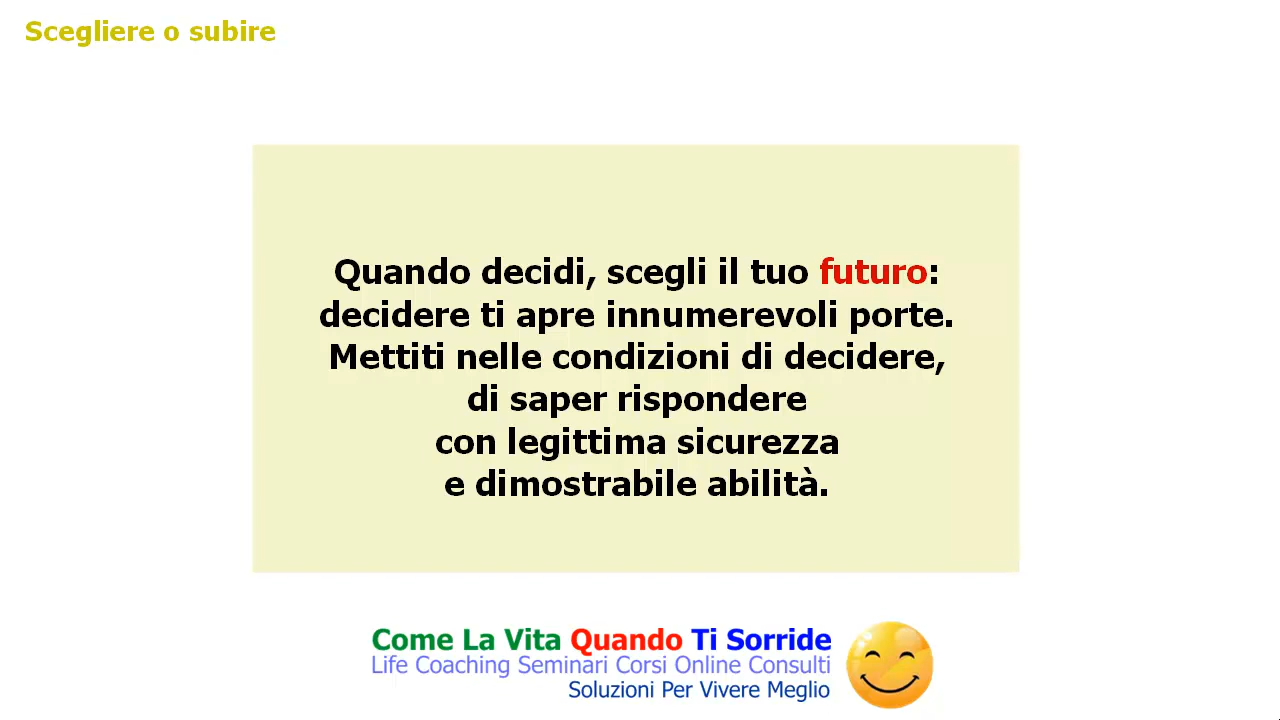 Scegliere o subire
Quando decidi, scegli il tuo futuro:
decidere ti apre innumerevoli porte.
Mettiti nelle condizioni di decidere,
di saper rispondere
con legittima sicurezza
e dimostrabile abilità.
Come La Vita Quando Ti Sorride
Life Coaching Seminari Corsi Online Consulti
Soluzioni Per Vivere Meglio